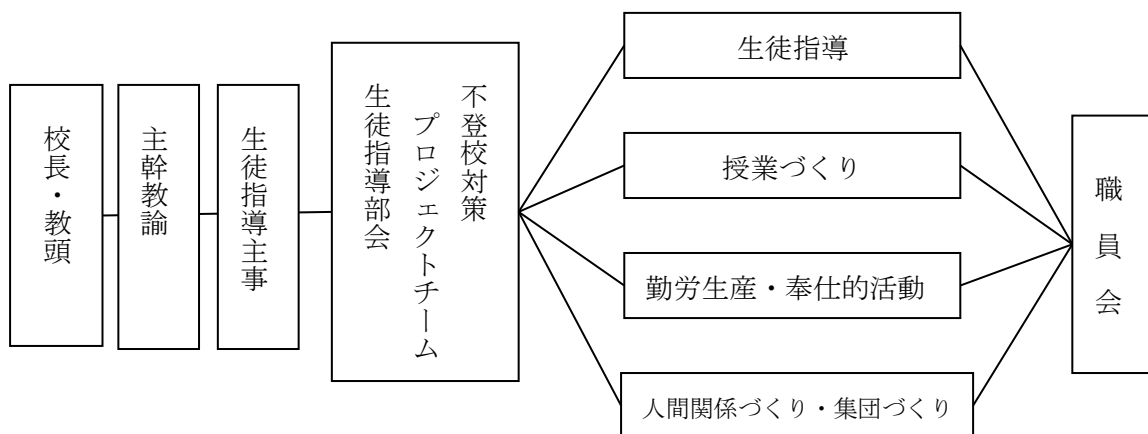 校長・教頭
主幹教諭
生徒指導主事
不登校対策
プロジェクトチーム
生徒指導部会
生徒指導
授業づくり
勤労生産・奉仕的活動
人間関係づくり・集団づくり
職員会